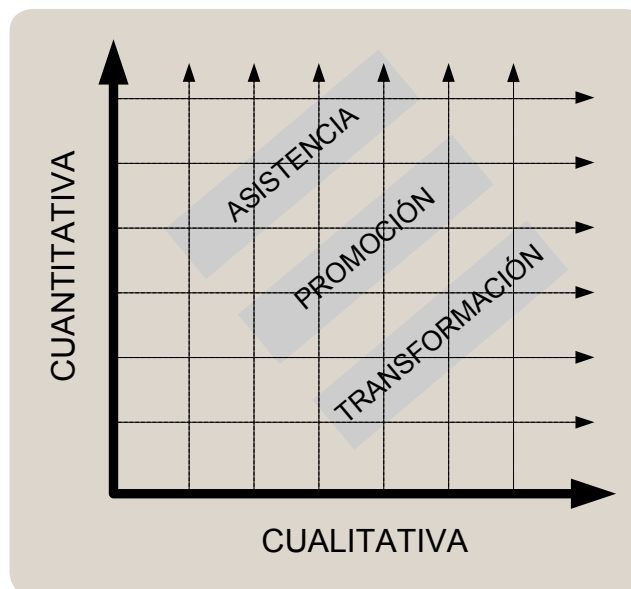 CUANTITATIVA
ASISTENCIA
PROMOCIÓN
TRANSFORMACIÓN
CUALITATIVA